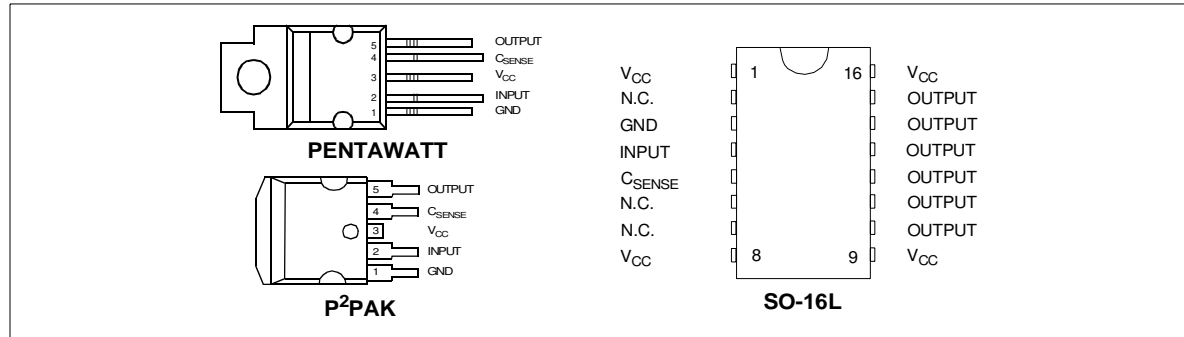 5 OUTPUT
4 CSENSE
3 VCC
2 INPUT
1 GND
PENTAWATT
5 OUTPUT
4 CSENSE
3 VCC
2 INPUT
1 GND
P²PAK
VCC 1 16 VCC
N.C. OUTPUT
GND OUTPUT
INPUT OUTPUT
CSENSE OUTPUT
N.C. OUTPUT
N.C. OUTPUT
VCC 8 9 VCC
SO-16L